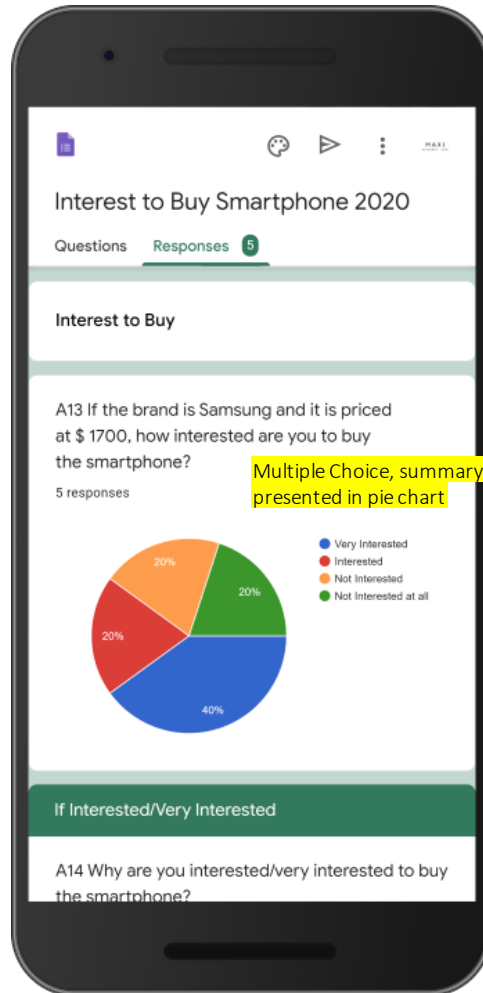 MAXI
Interest to Buy Smartphone 2020
Questions Responses 5
Interest to Buy
A13 If the brand is Samsung and it is priced
at $ 1700, how interested are you to buy
the smartphone?
5 responses
Multiple Choice, summary
presented in pie chart
Very Interested
Interested
Not Interested
Not Interested at all
20%
20%
20%
40%
If Interested/Very Interested
A14 Why are you interested/very interested to buy
the smartphone?